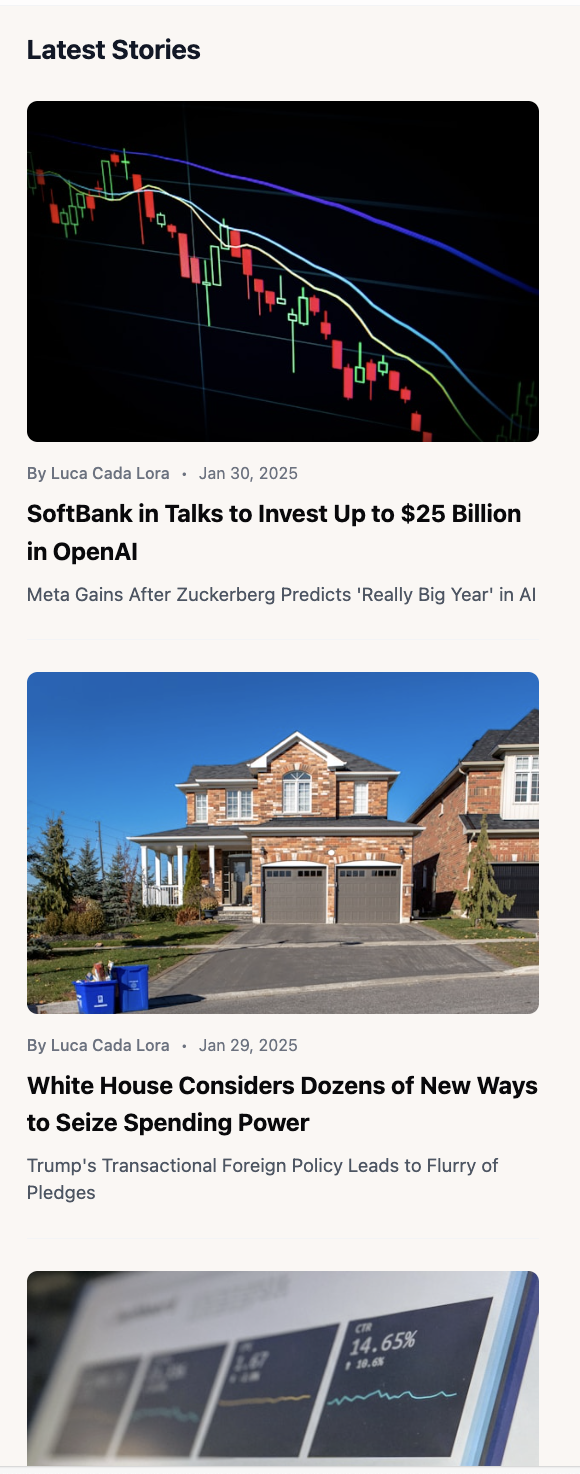 Latest Stories
By Luca Cada Lora • Jan 30, 2025
SoftBank in Talks to Invest Up to $25 Billion
in OpenAI
Meta Gains After Zuckerberg Predicts 'Really Big Year' in AI
By Luca Cada Lora • Jan 29, 2025
White House Considers Dozens of New Ways
to Seize Spending Power
Trump's Transactional Foreign Policy Leads to Flurry of
Pledges
CTR
14.65%
↑ 10.6%
1.67